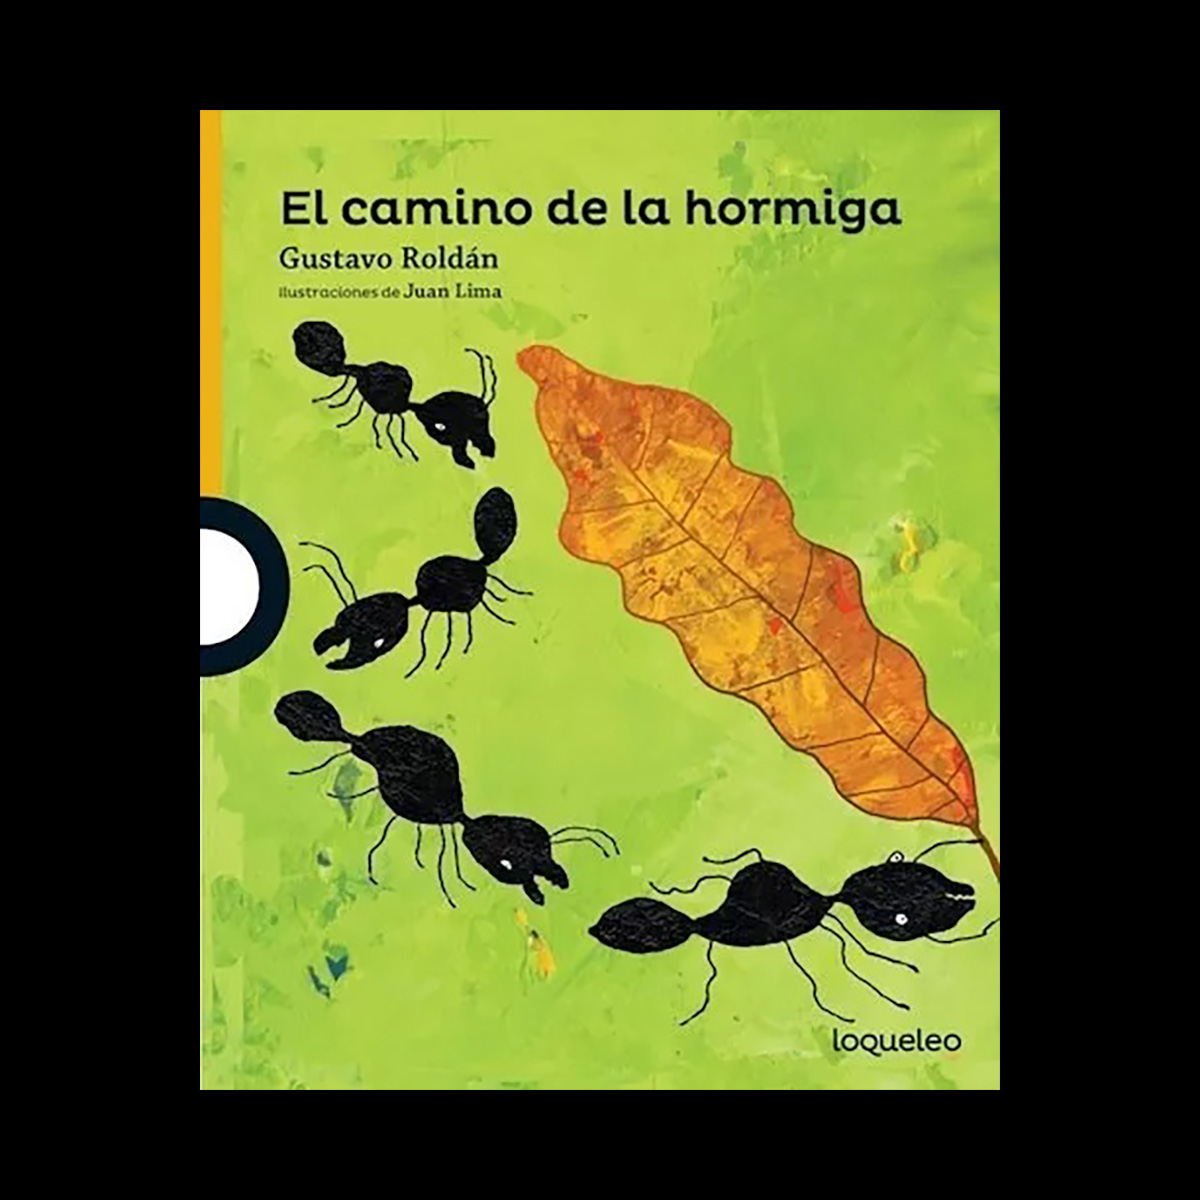 El camino de la hormiga
Gustavo Roldán
Ilustraciones de Juan Lima
loqueleo